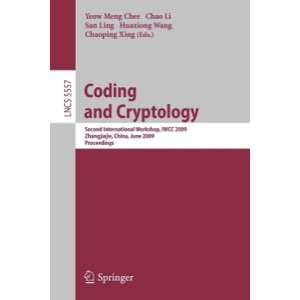 Yeow Meng Chee Chao Li
San Ling Huaxiong Wang
Chaoping Xing (Eds.)
LNCS 5557
Coding
and Cryptology
Second International Workshop, IWCC 2009
Zhangjiajie, China, June 2009
Proceedings
Springer